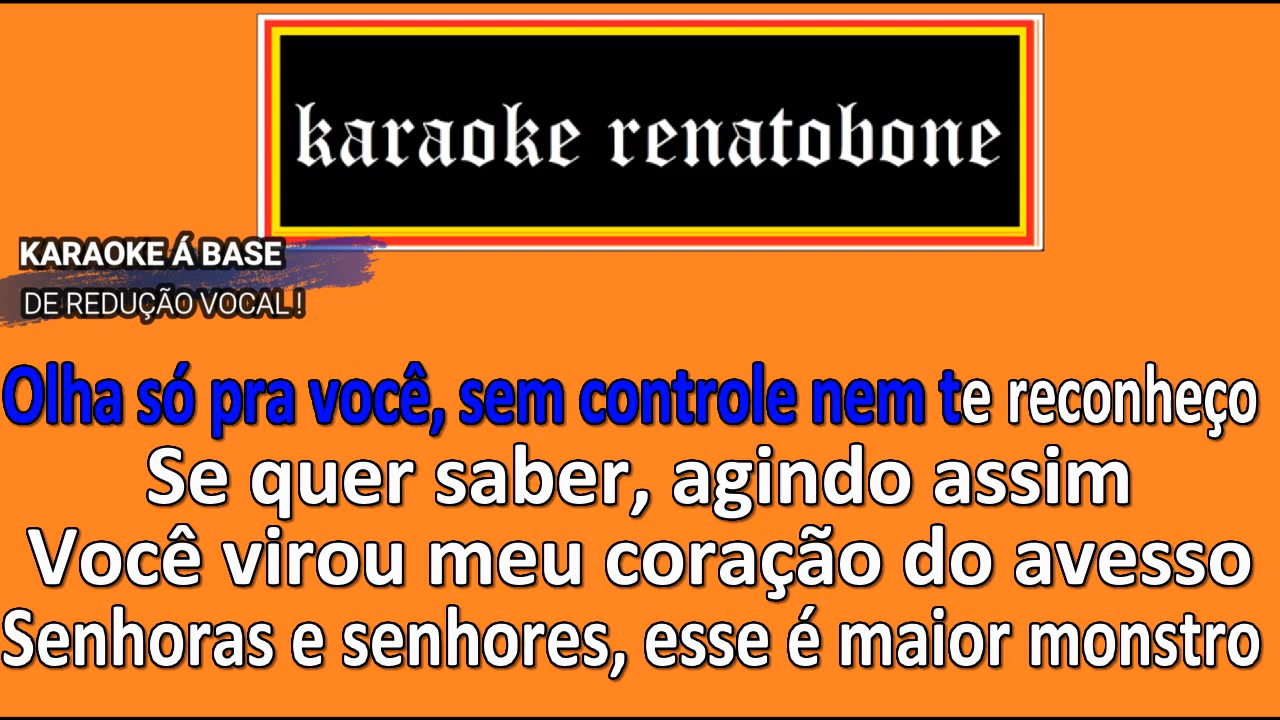 karaoke renatobone
KARAOKE Á BASE
DE REDUÇÃO VOCAL !
Olha só pra você, sem controle nem te reconheço
Se quer saber, agindo assim
Você virou meu coração do avesso
Senhoras e senhores, esse é maior monstro